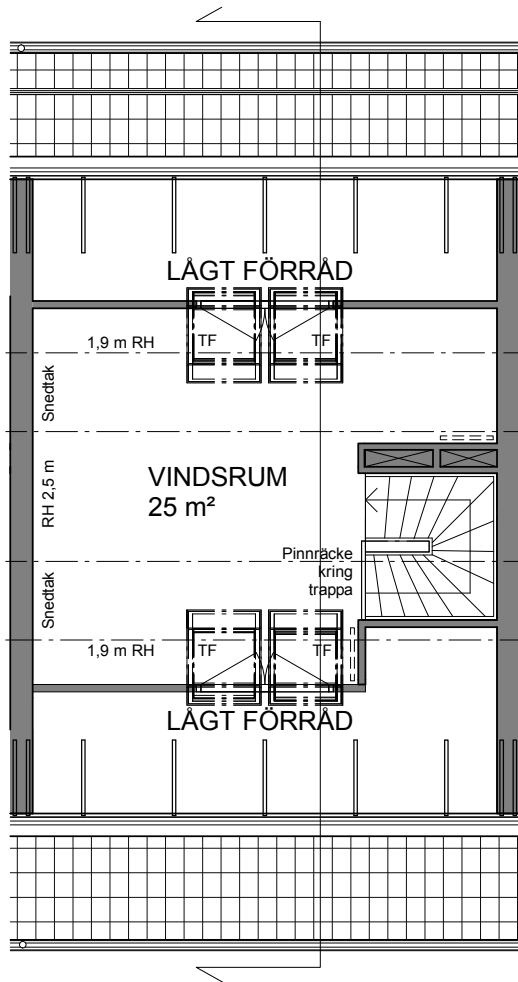 LÅGT FÖRRÅD
1,9 m RH
TF
TF
Snedtak
RH 2,5 m
VINDSRUM
25 m²
Pinnräcke
kring
trappa
Snedtak
1,9 m RH
TF
TF
LÅGT FÖRRÅD